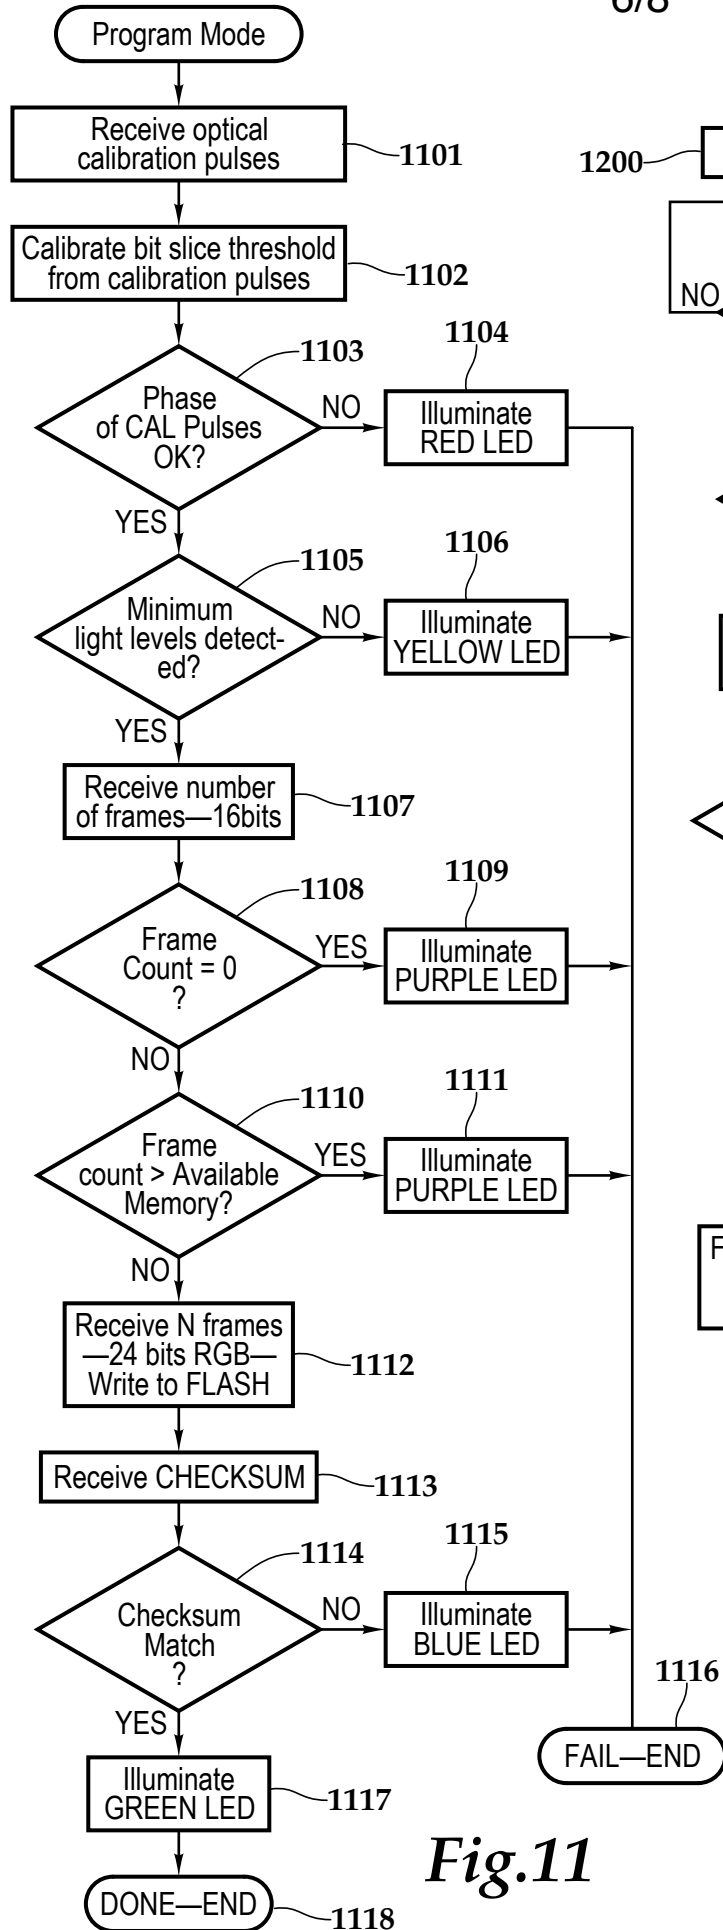 6/8
Program Mode
Receive optical
calibration pulses
1101
1200
Calibrate bit slice threshold
from calibration pulses
1102
NO
1103
1104
Phase
of CAL Pulses
OK?
NO
Illuminate
RED LED
YES
1105
1106
Minimum
light levels detect-
ed?
NO
Illuminate
YELLOW LED
YES
Receive number
of frames—16bits
1107
1108
1109
Frame
Count = 0
?
YES
Illuminate
PURPLE LED
NO
1110
1111
Frame
count > Available
Memory?
YES
Illuminate
PURPLE LED
F
NO
Receive N frames
—24 bits RGB—
Write to FLASH
1112
Receive CHECKSUM
1113
1114
1115
Checksum
Match
?
NO
Illuminate
BLUE LED
1116
YES
FAIL—END
Illuminate
GREEN LED
1117
Fig.11
DONE—END
1118